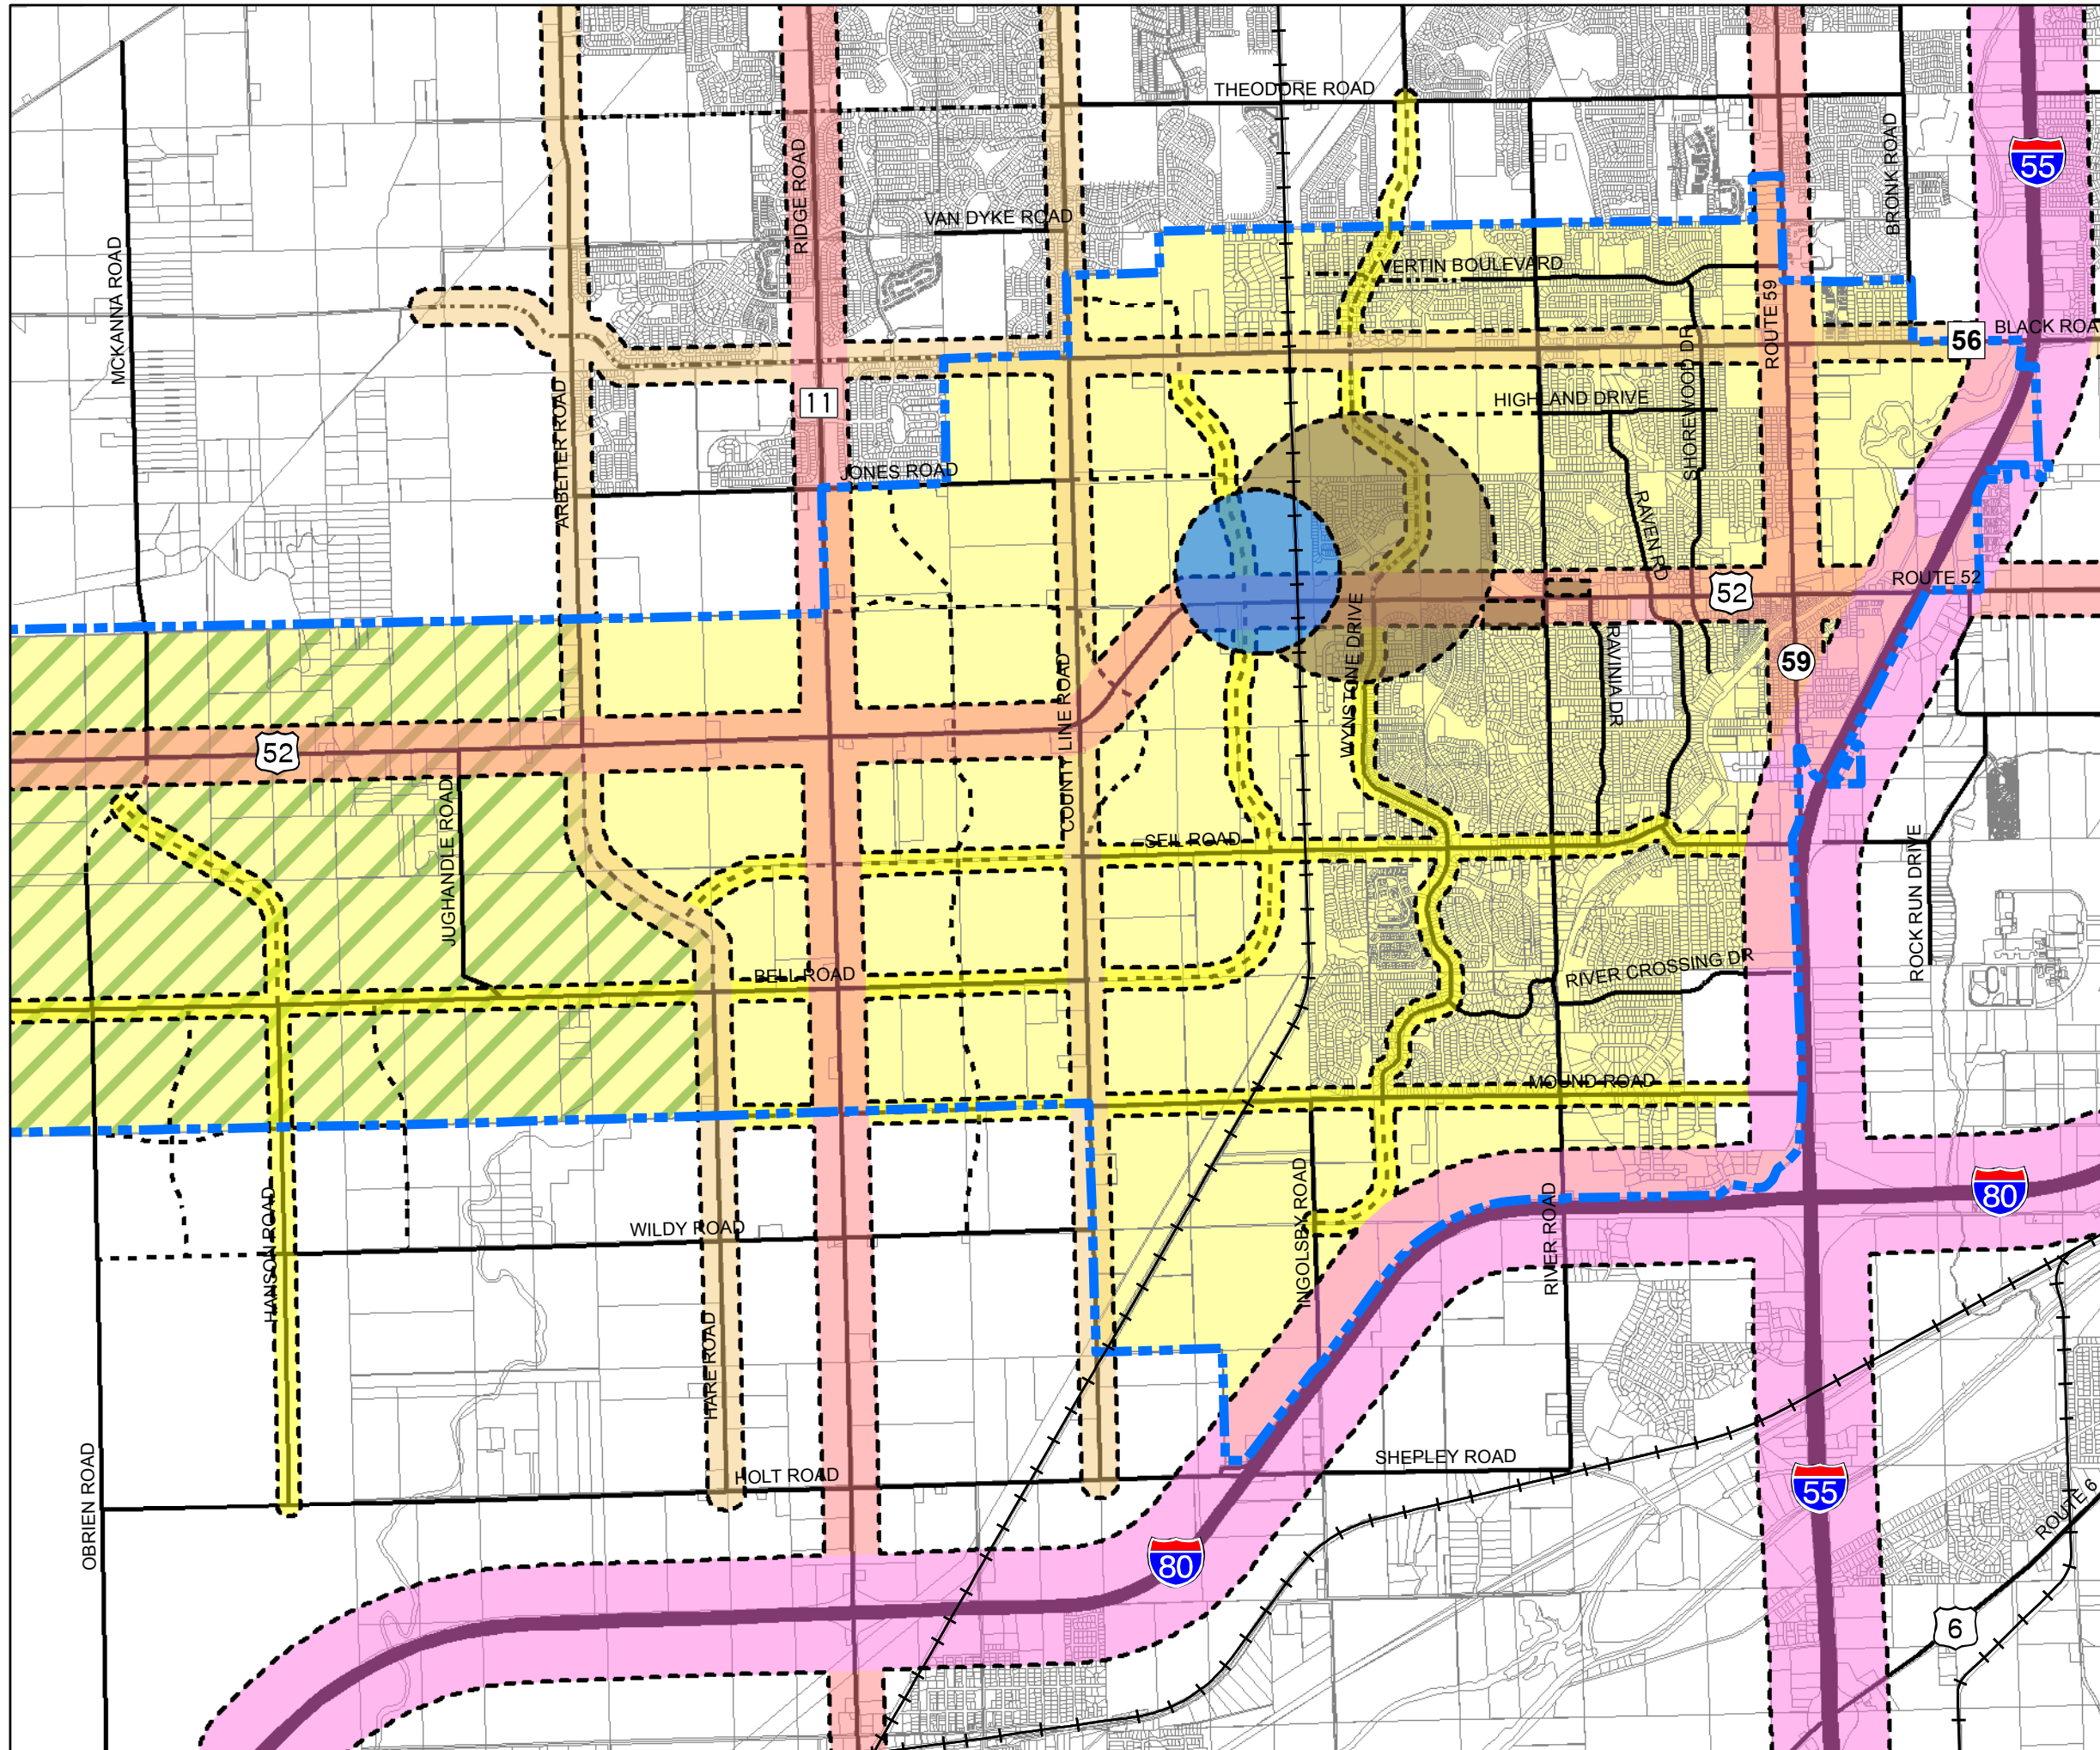 THEODORE ROAD
55
RIDGE ROAD
BRONK ROAD
VAN DYKE ROAD
MCKANNA ROAD
VERTIN BOULEVARD
ROUTE 59
BLACK ROA
56
SHOREWOOD DR
11
HIGHLAND DRIVE
ARBEITER ROAD
JONES ROAD
RAVEN RD
ROUTE 52
52
WYNSTONE DRIVE
RAVINIA DR
59
COUNTY LINE ROAD
52
JUGHANDLE ROAD
SEIL ROAD
ROCK RUN DRIVE
BELL ROAD
RIVER CROSSING DR
MOUND ROAD
INGOLSBY ROAD
RIVER ROAD
80
HANSON ROAD
WILDY ROAD
HARE ROAD
OBRIEN ROAD
HOLT ROAD
SHEPLEY ROAD
55
ROUTE 6
80
6